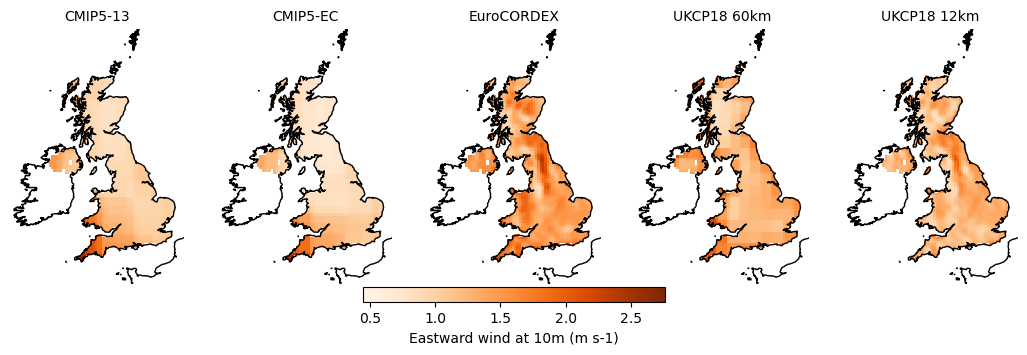 CMIP5-13 CMIP5-EC EuroCORDEX UKCP18 60km UKCP18 12km
0.5 1.0 1.5 2.0 2.5
Eastward wind at 10m (m s-1)